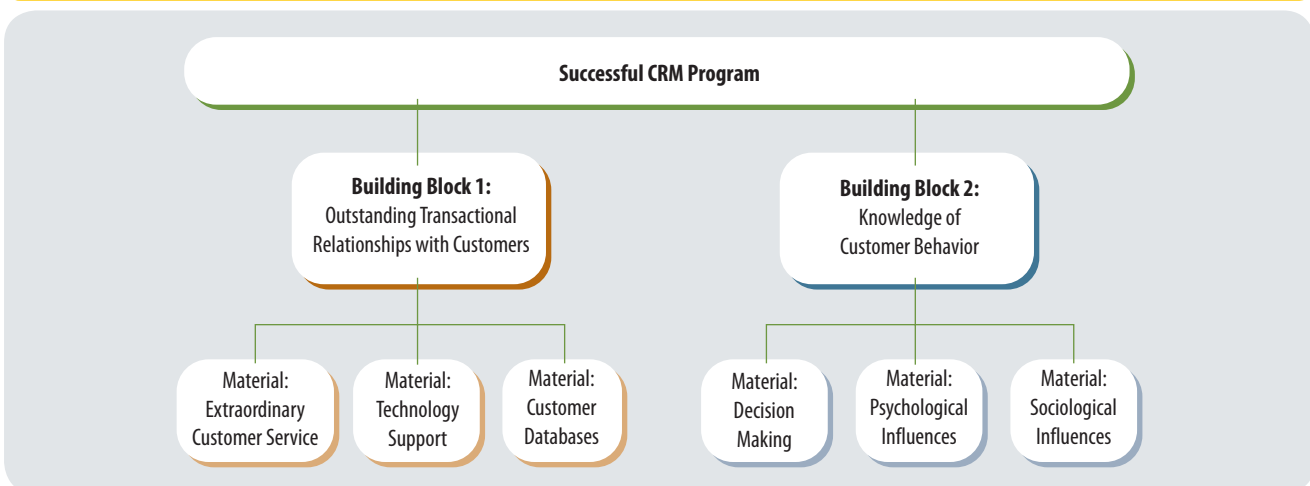 Successful CRM Program
Building Block 1:
Outstanding Transactional
Relationships with Customers
Building Block 2:
Knowledge of
Customer Behavior
Material:
Extraordinary
Customer Service
Material:
Technology
Support
Material:
Customer
Databases
Material:
Decision
Making
Material:
Psychological
Influences
Material:
Sociological
Influences